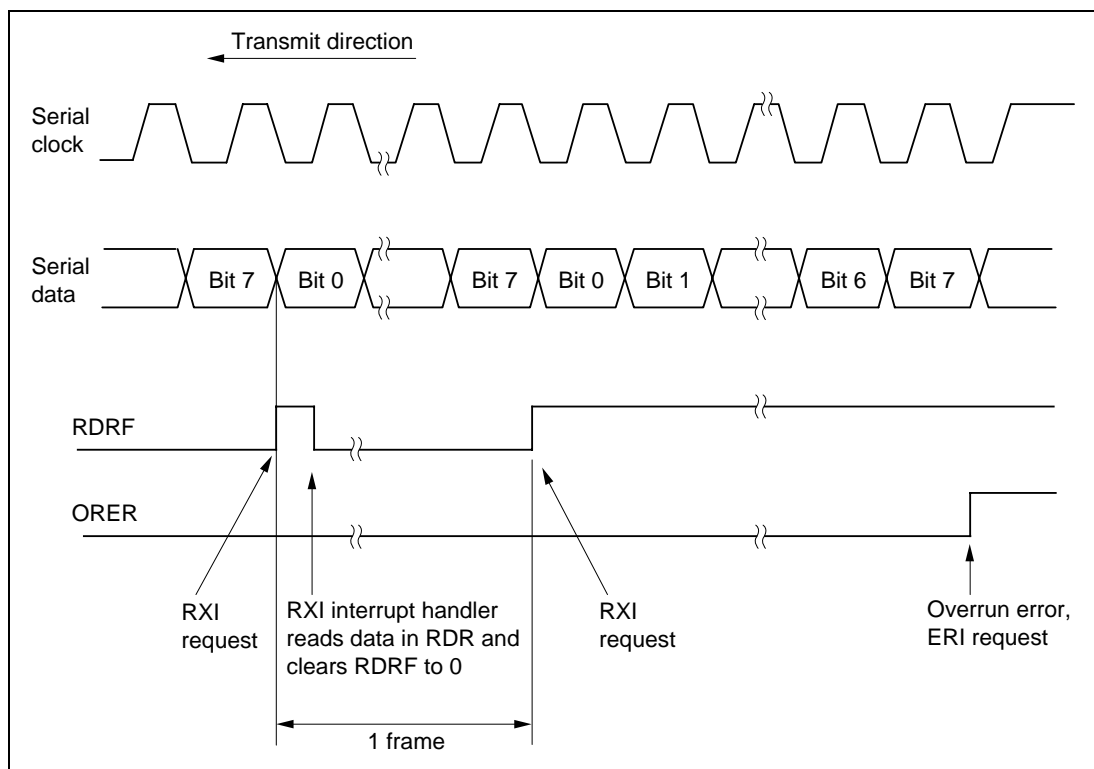 Transmit direction
Serial
clock
Serial
data
Bit 7
Bit 0
Bit 7
Bit 0
Bit 1
Bit 6
Bit 7
RDRF
ORER
RXI
request
RXI interrupt handler
reads data in RDR and
clears RDRF to 0
RXI
request
Overrun error,
ERI request
1 frame